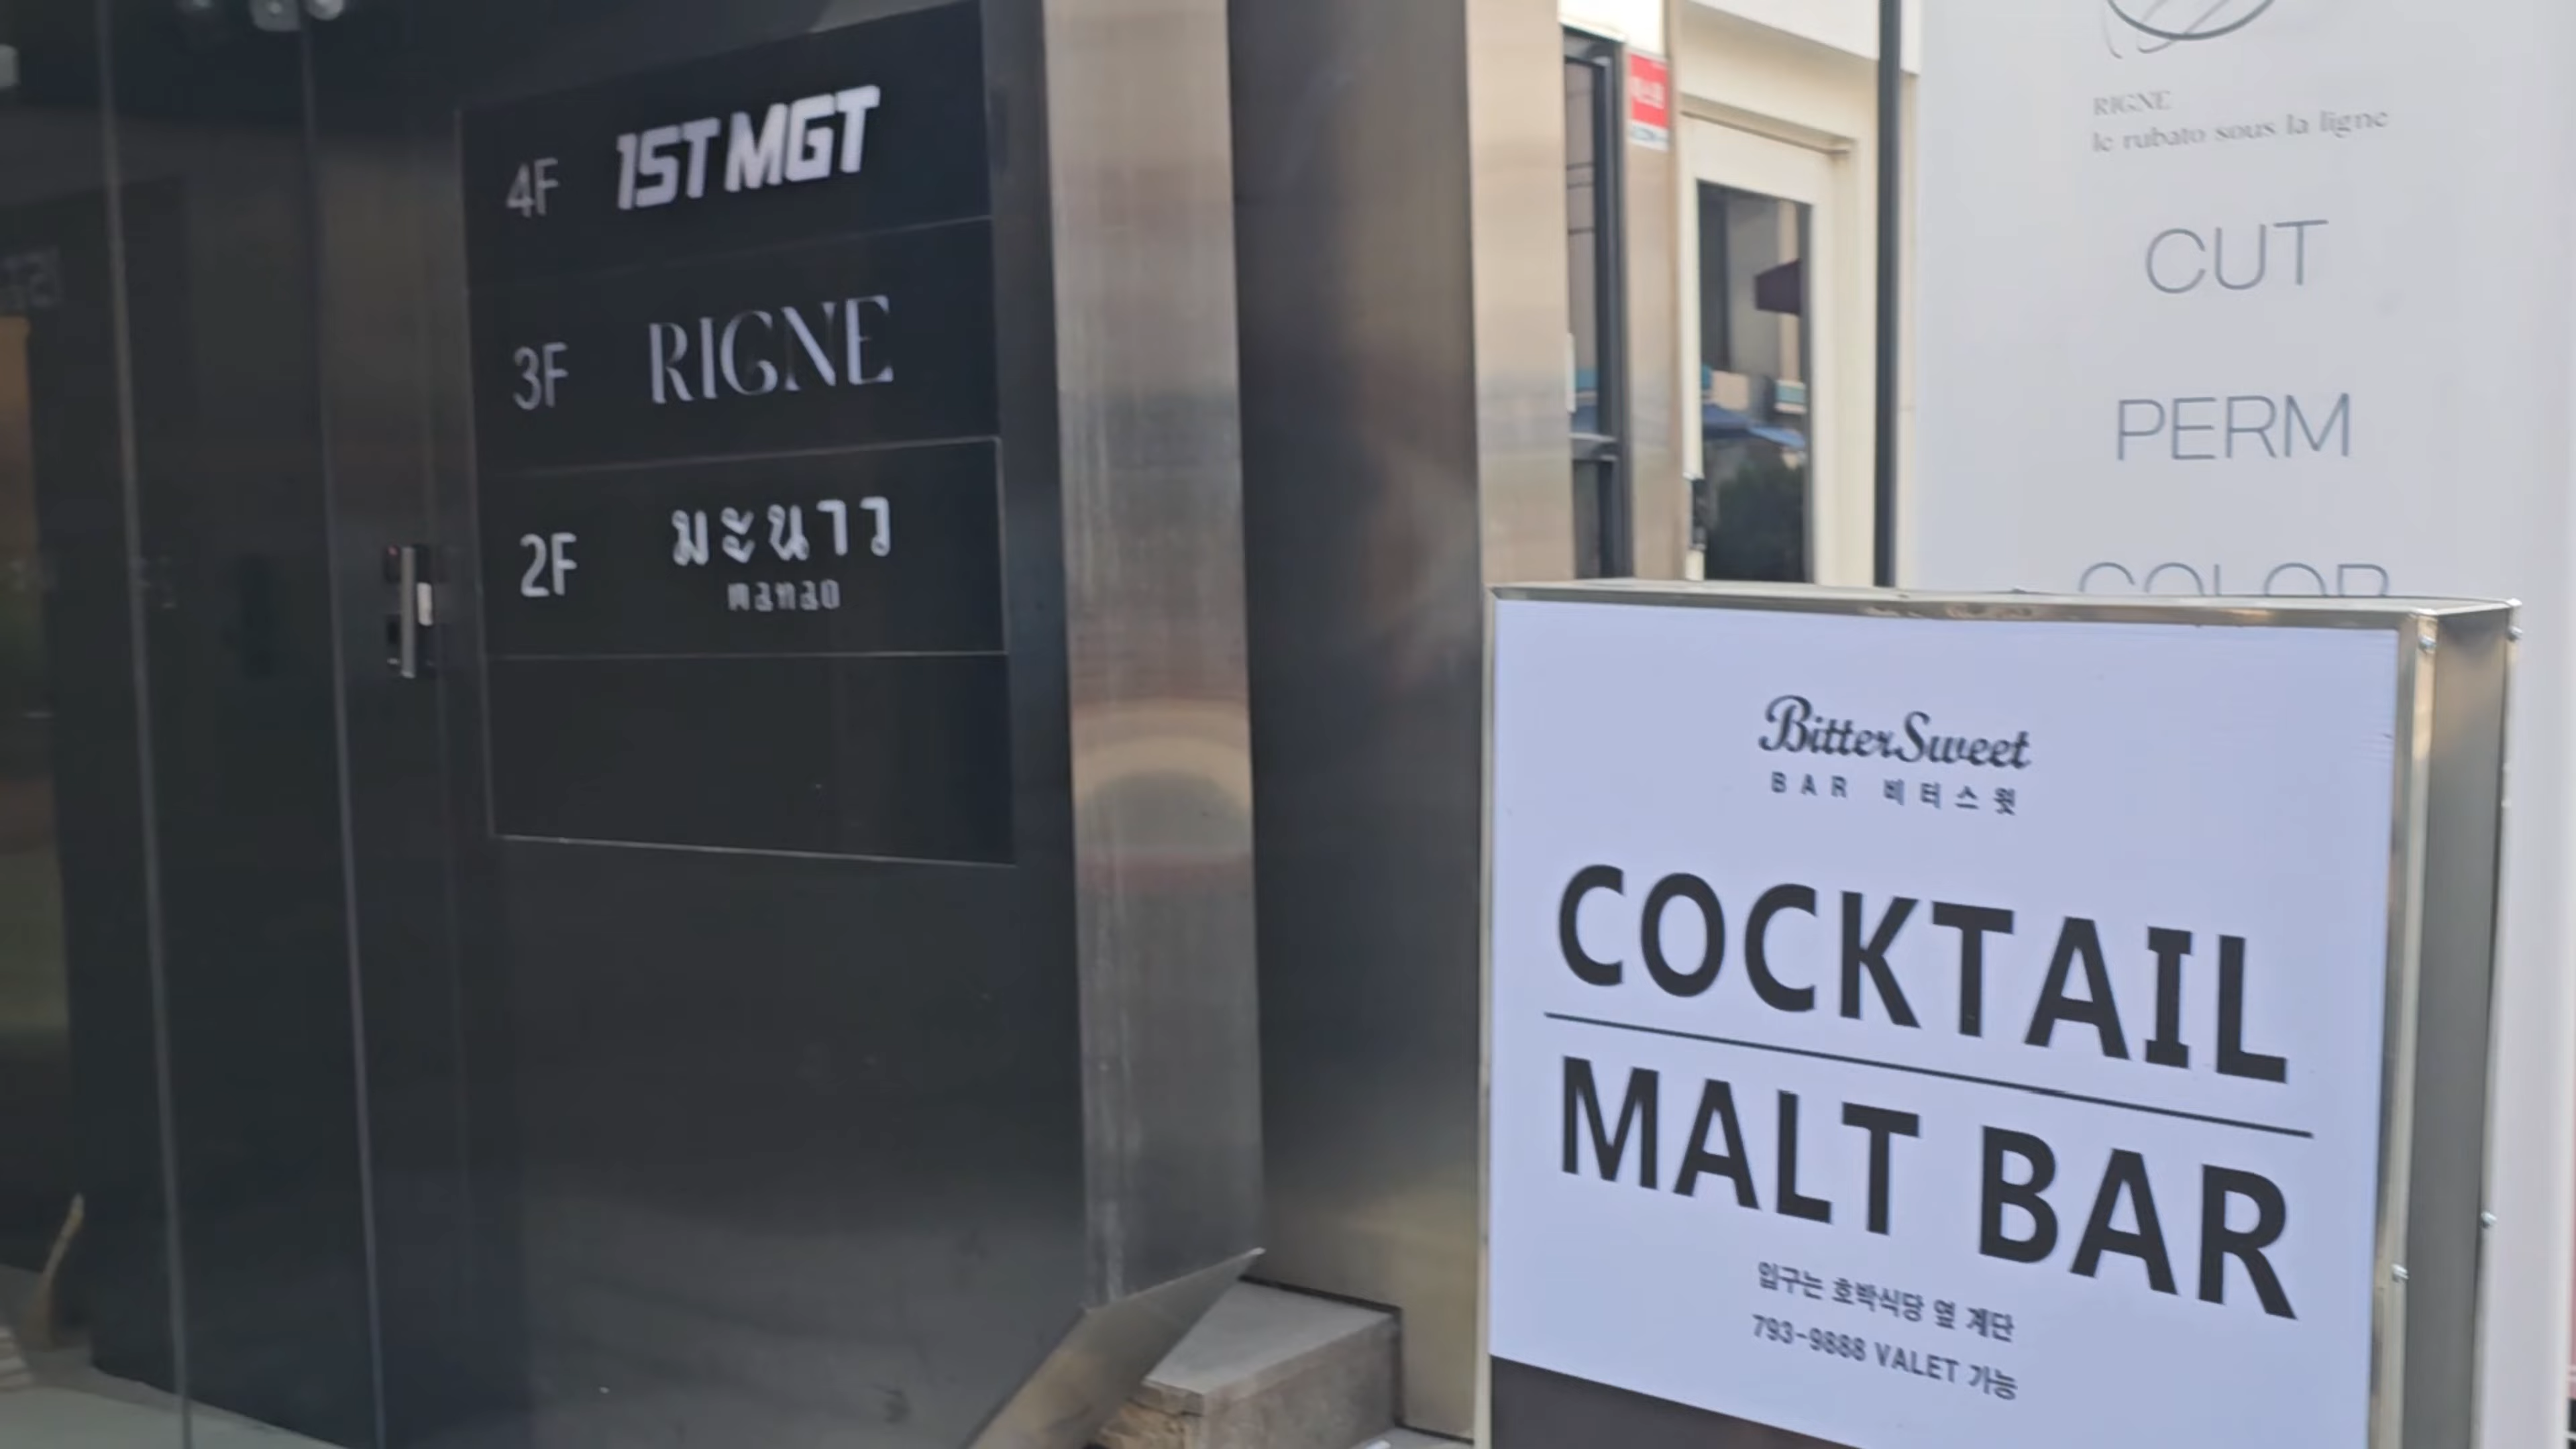 4F 1ST MGT
3F RIGNE
2F มะนาว
manao
RIGNE
le rubato sous la ligne
CUT
PERM
COLOR
BitterSweet
BAR 비터스윗
COCKTAIL
MALT BAR
입구는 호박식당 옆 계단
793-9888 VALET 가능